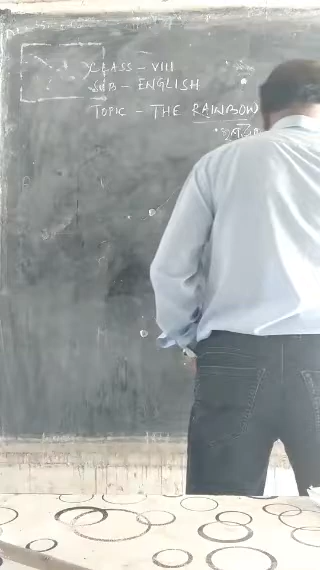 CLASS - VIII
SUB - ENGLISH
TOPIC - THE RAINBOW